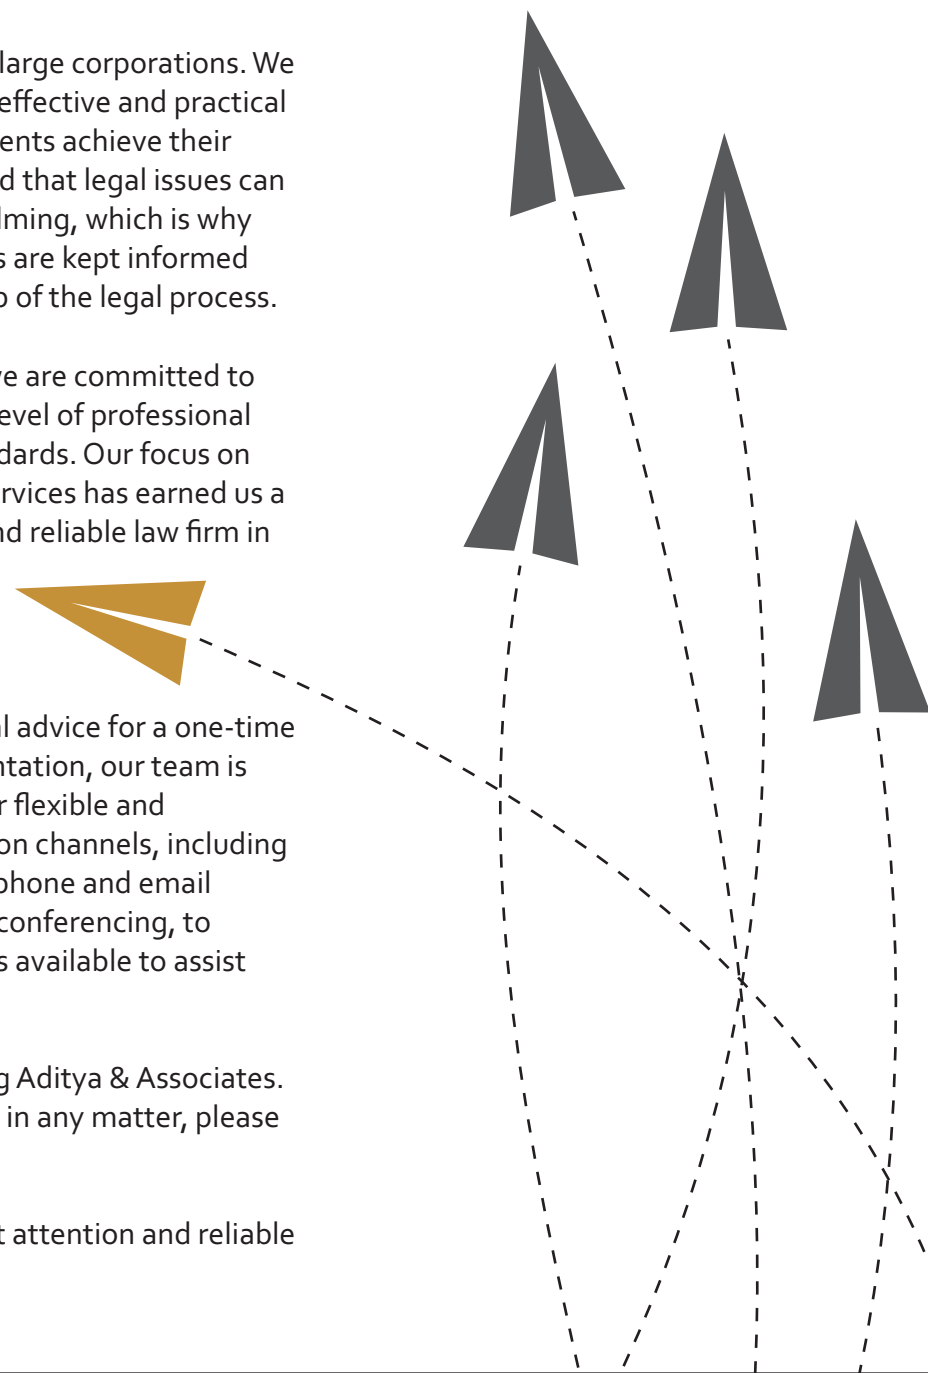 large corporations. We
effective and practical
ents achieve their
d that legal issues can
lming, which is why
s are kept informed
of the legal process.
ve are committed to
evel of professional
dards. Our focus on
ervices has earned us a
nd reliable law firm in
l advice for a one-time
ntation, our team is
r flexible and
on channels, including
phone and email
conferencing, to
s available to assist
g Aditya & Associates.
in any matter, please
t attention and reliable